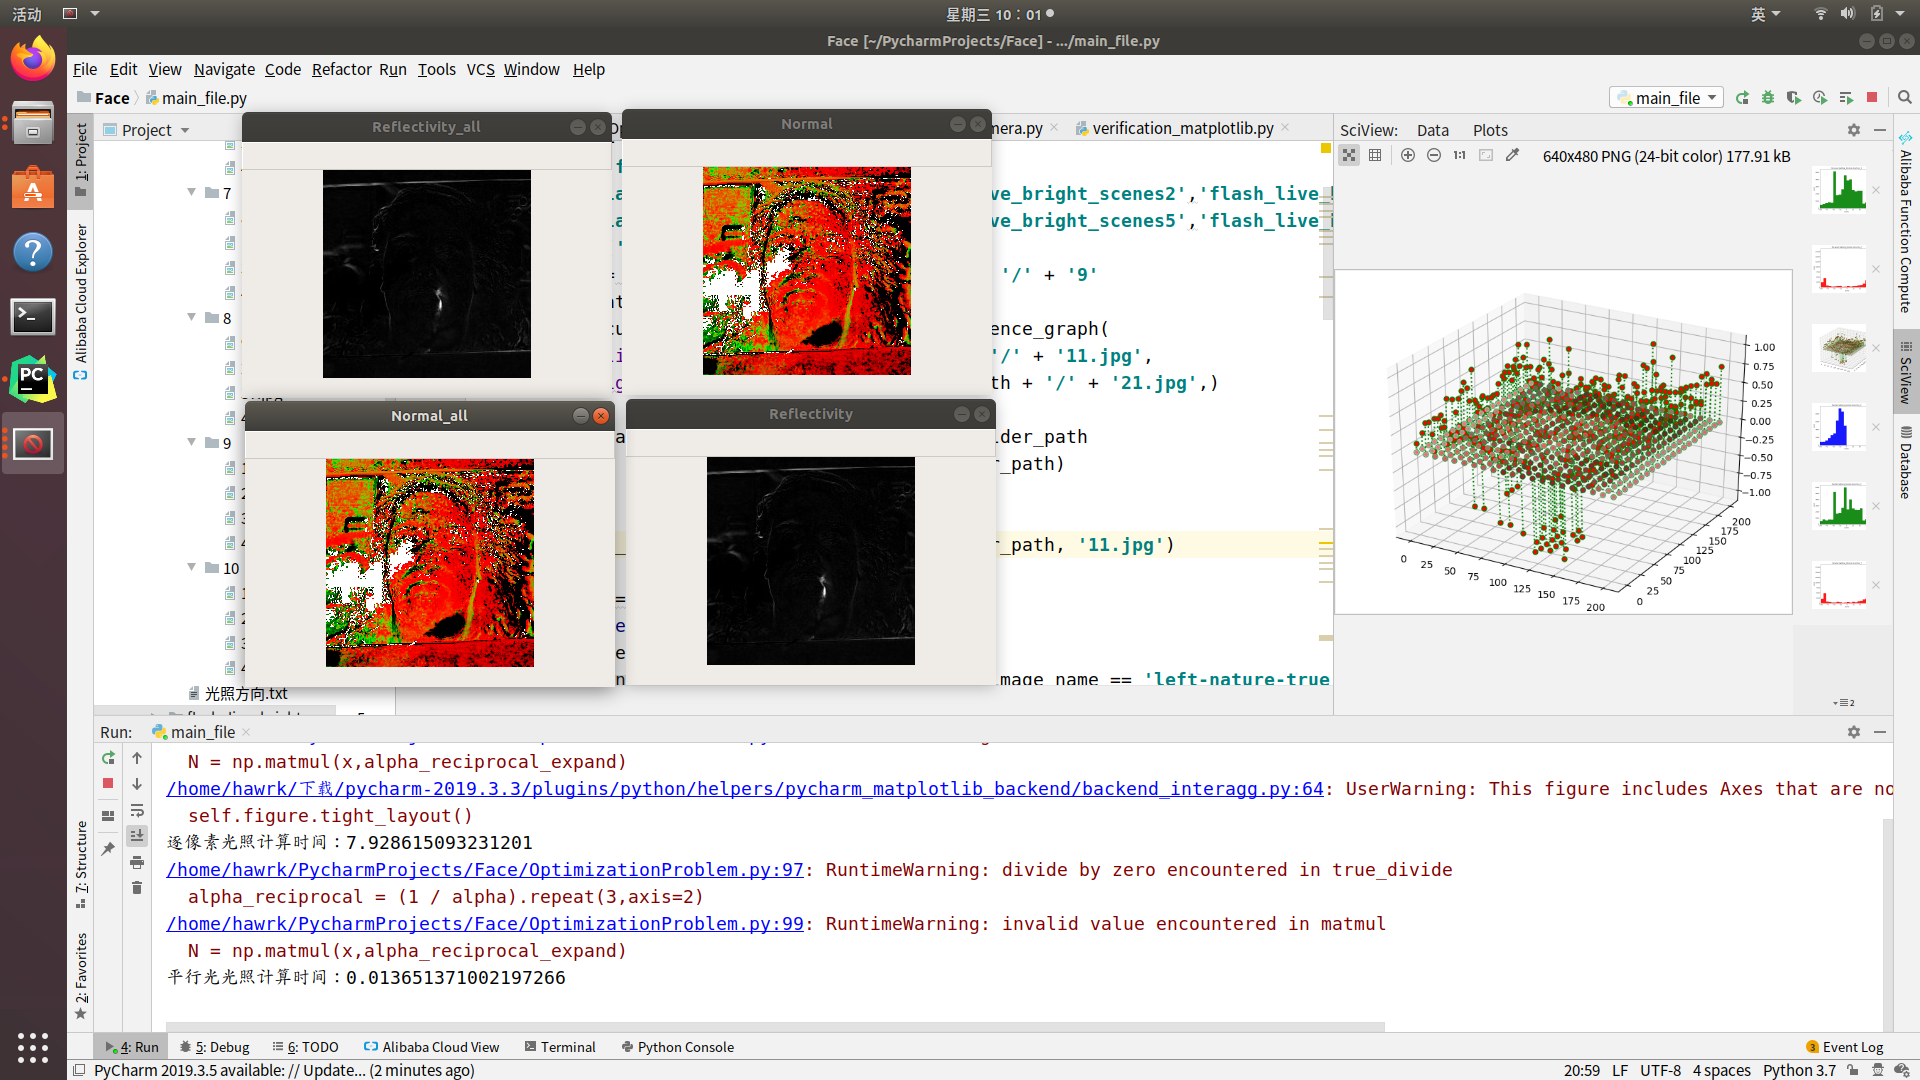 活动
星期三 10：01
英
Face [~/PycharmProjects/Face] - .../main_file.py
File Edit View Navigate Code Refactor Run Tools VCS Window Help
Face main_file.py
main_file
Project
mera.py
verification_matplotlib.py
SciView: Data Plots
640x480 PNG (24-bit color) 177.91 kB
1:1
Reflectivity_all
Normal
Normal_all
Reflectivity
1: Project
Alibaba Cloud Explorer
7: Structure
2: Favorites
7
8
9
10
光照方向.txt
ve_bright_scenes2','flash_live_
ve_bright_scenes5','flash_live_
'/' + '9'
ence_graph(
'/' + '11.jpg',
th + '/' + '21.jpg',)
lder_path
r_path)
r_path, '11.jpg')
mage_name == 'left-nature-true
1.00
0.75
0.50
0.25
0.00
−0.25
−0.50
−0.75
−1.00
0 25 50 75 100 125 150 175 200
0 25 50 75 100 125 150 175 200
Alibaba Function Compute
SciView
Database
2
Run: main_file
N = np.matmul(x,alpha_reciprocal_expand)
/home/hawrk/下载/pycharm-2019.3.3/plugins/python/helpers/pycharm_matplotlib_backend/backend_interagg.py:64: UserWarning: This figure includes Axes that are no
self.figure.tight_layout()
逐像素光照计算时间：7.928615093231201
/home/hawrk/PycharmProjects/Face/OptimizationProblem.py:97: RuntimeWarning: divide by zero encountered in true_divide
alpha_reciprocal = (1 / alpha).repeat(3,axis=2)
/home/hawrk/PycharmProjects/Face/OptimizationProblem.py:99: RuntimeWarning: invalid value encountered in matmul
N = np.matmul(x,alpha_reciprocal_expand)
平行光光照计算时间：0.013651371002197266
4: Run 5: Debug 6: TODO Alibaba Cloud View Terminal Python Console
3 Event Log
PyCharm 2019.3.5 available: // Update... (2 minutes ago)
20:59 LF UTF-8 4 spaces Python 3.7